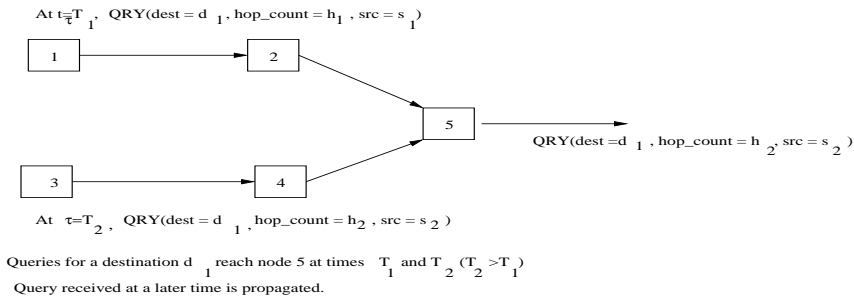 At t=τ=T1, QRY(dest = d1, hop_count = h1, src = s1)
1
2
5
QRY(dest =d1, hop_count = h2, src = s2)
3
4
At τ=T2, QRY(dest = d1, hop_count = h2, src = s2)
Queries for a destination d1 reach node 5 at times T1 and T2 (T2 >T1)
Query received at a later time is propagated.